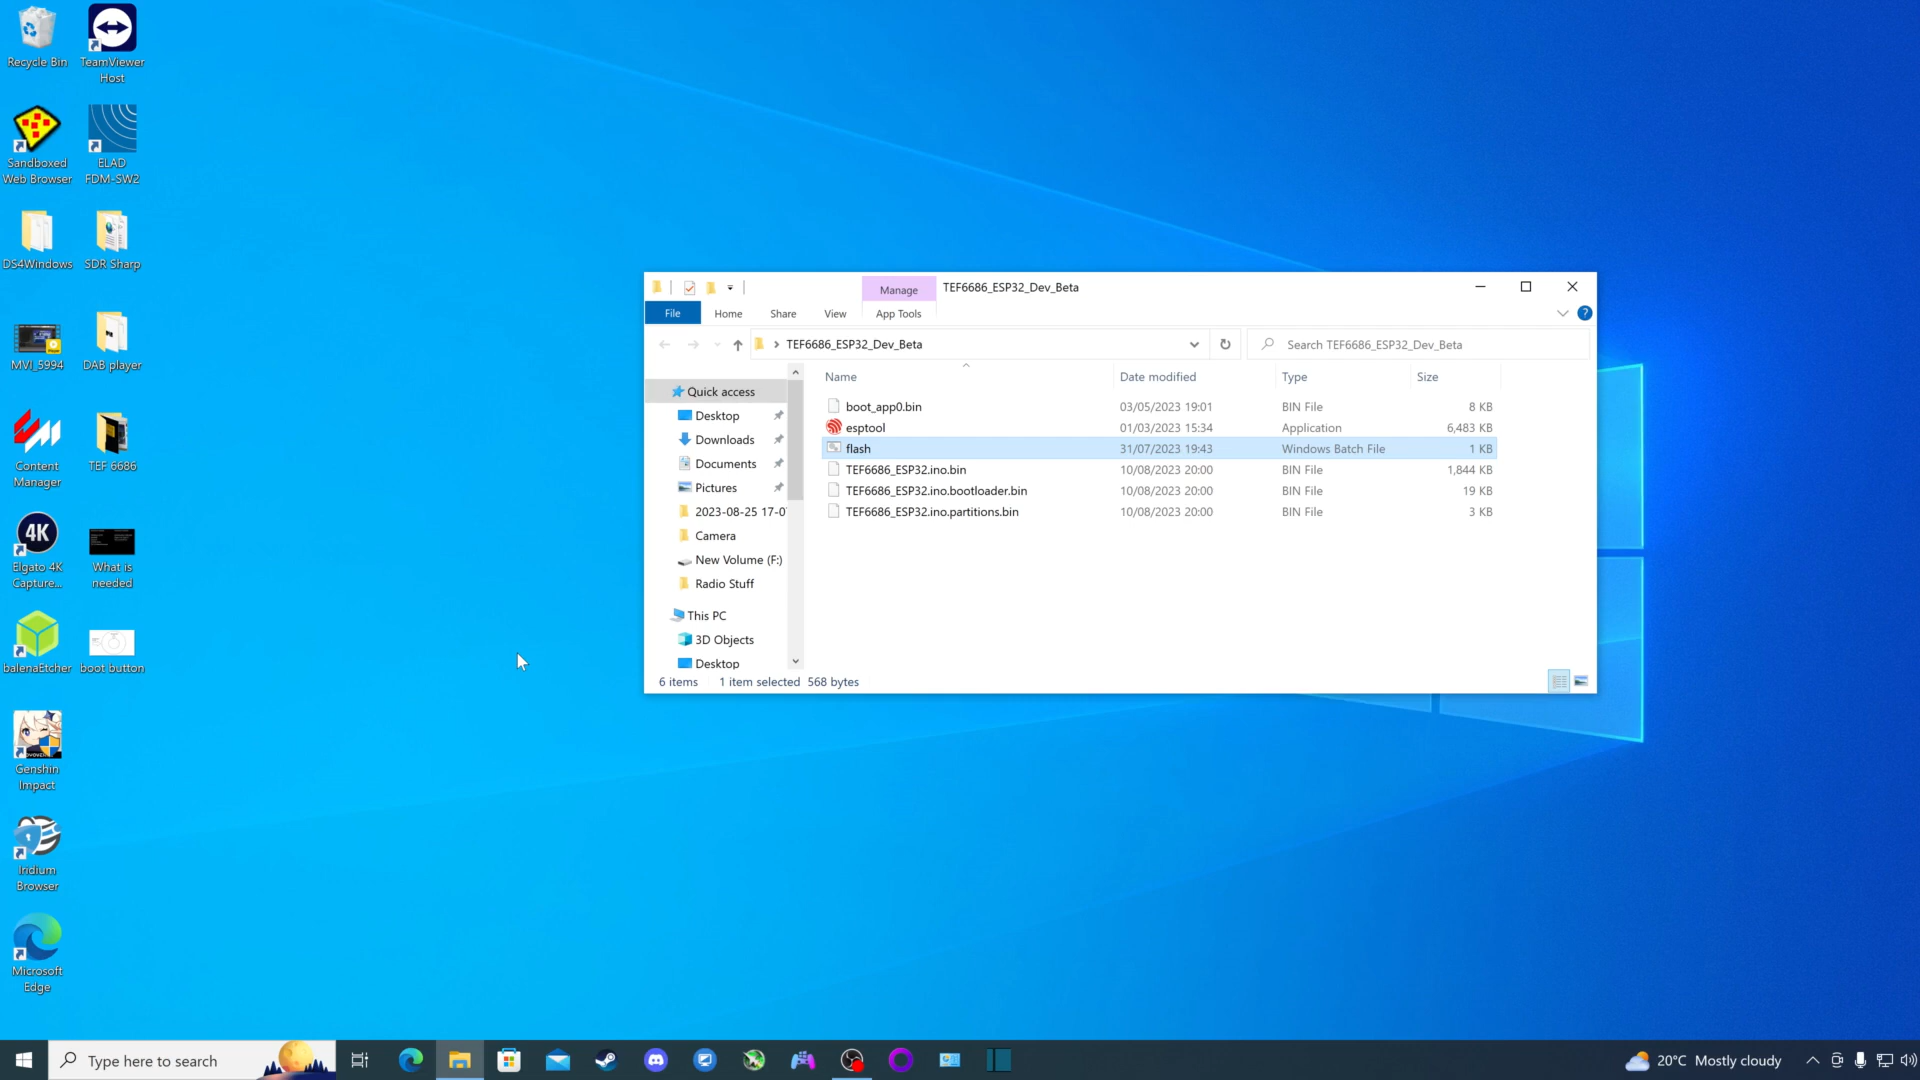 Recycle Bin
TeamViewer
Host
Sandboxed
Web Browser
ELAD
FDM-SW2
DS4Windows
SDR Sharp
MVI_5994
DAB player
Content
Manager
TEF 6686
4K
Elgato 4K
Capture...
What is
needed
balenaEtcher
boot button
Genshin
Impact
Iridium
Browser
Microsoft
Edge
Manage
TEF6686_ESP32_Dev_Beta
File
Home
Share
View
App Tools
TEF6686_ESP32_Dev_Beta
Search TEF6686_ESP32_Dev_Beta
Quick access
Desktop
Downloads
Documents
Pictures
2023-08-25 17-0
Camera
New Volume (F:)
Radio Stuff
This PC
3D Objects
Desktop
Name Date modified Type Size
boot_app0.bin 03/05/2023 19:01 BIN File 8 KB
esptool 01/03/2023 15:34 Application 6,483 KB
flash 31/07/2023 19:43 Windows Batch File 1 KB
TEF6686_ESP32.ino.bin 10/08/2023 20:00 BIN File 1,844 KB
TEF6686_ESP32.ino.bootloader.bin 10/08/2023 20:00 BIN File 19 KB
TEF6686_ESP32.ino.partitions.bin 10/08/2023 20:00 BIN File 3 KB
6 items 1 item selected 568 bytes
Type here to search
20°C Mostly cloudy